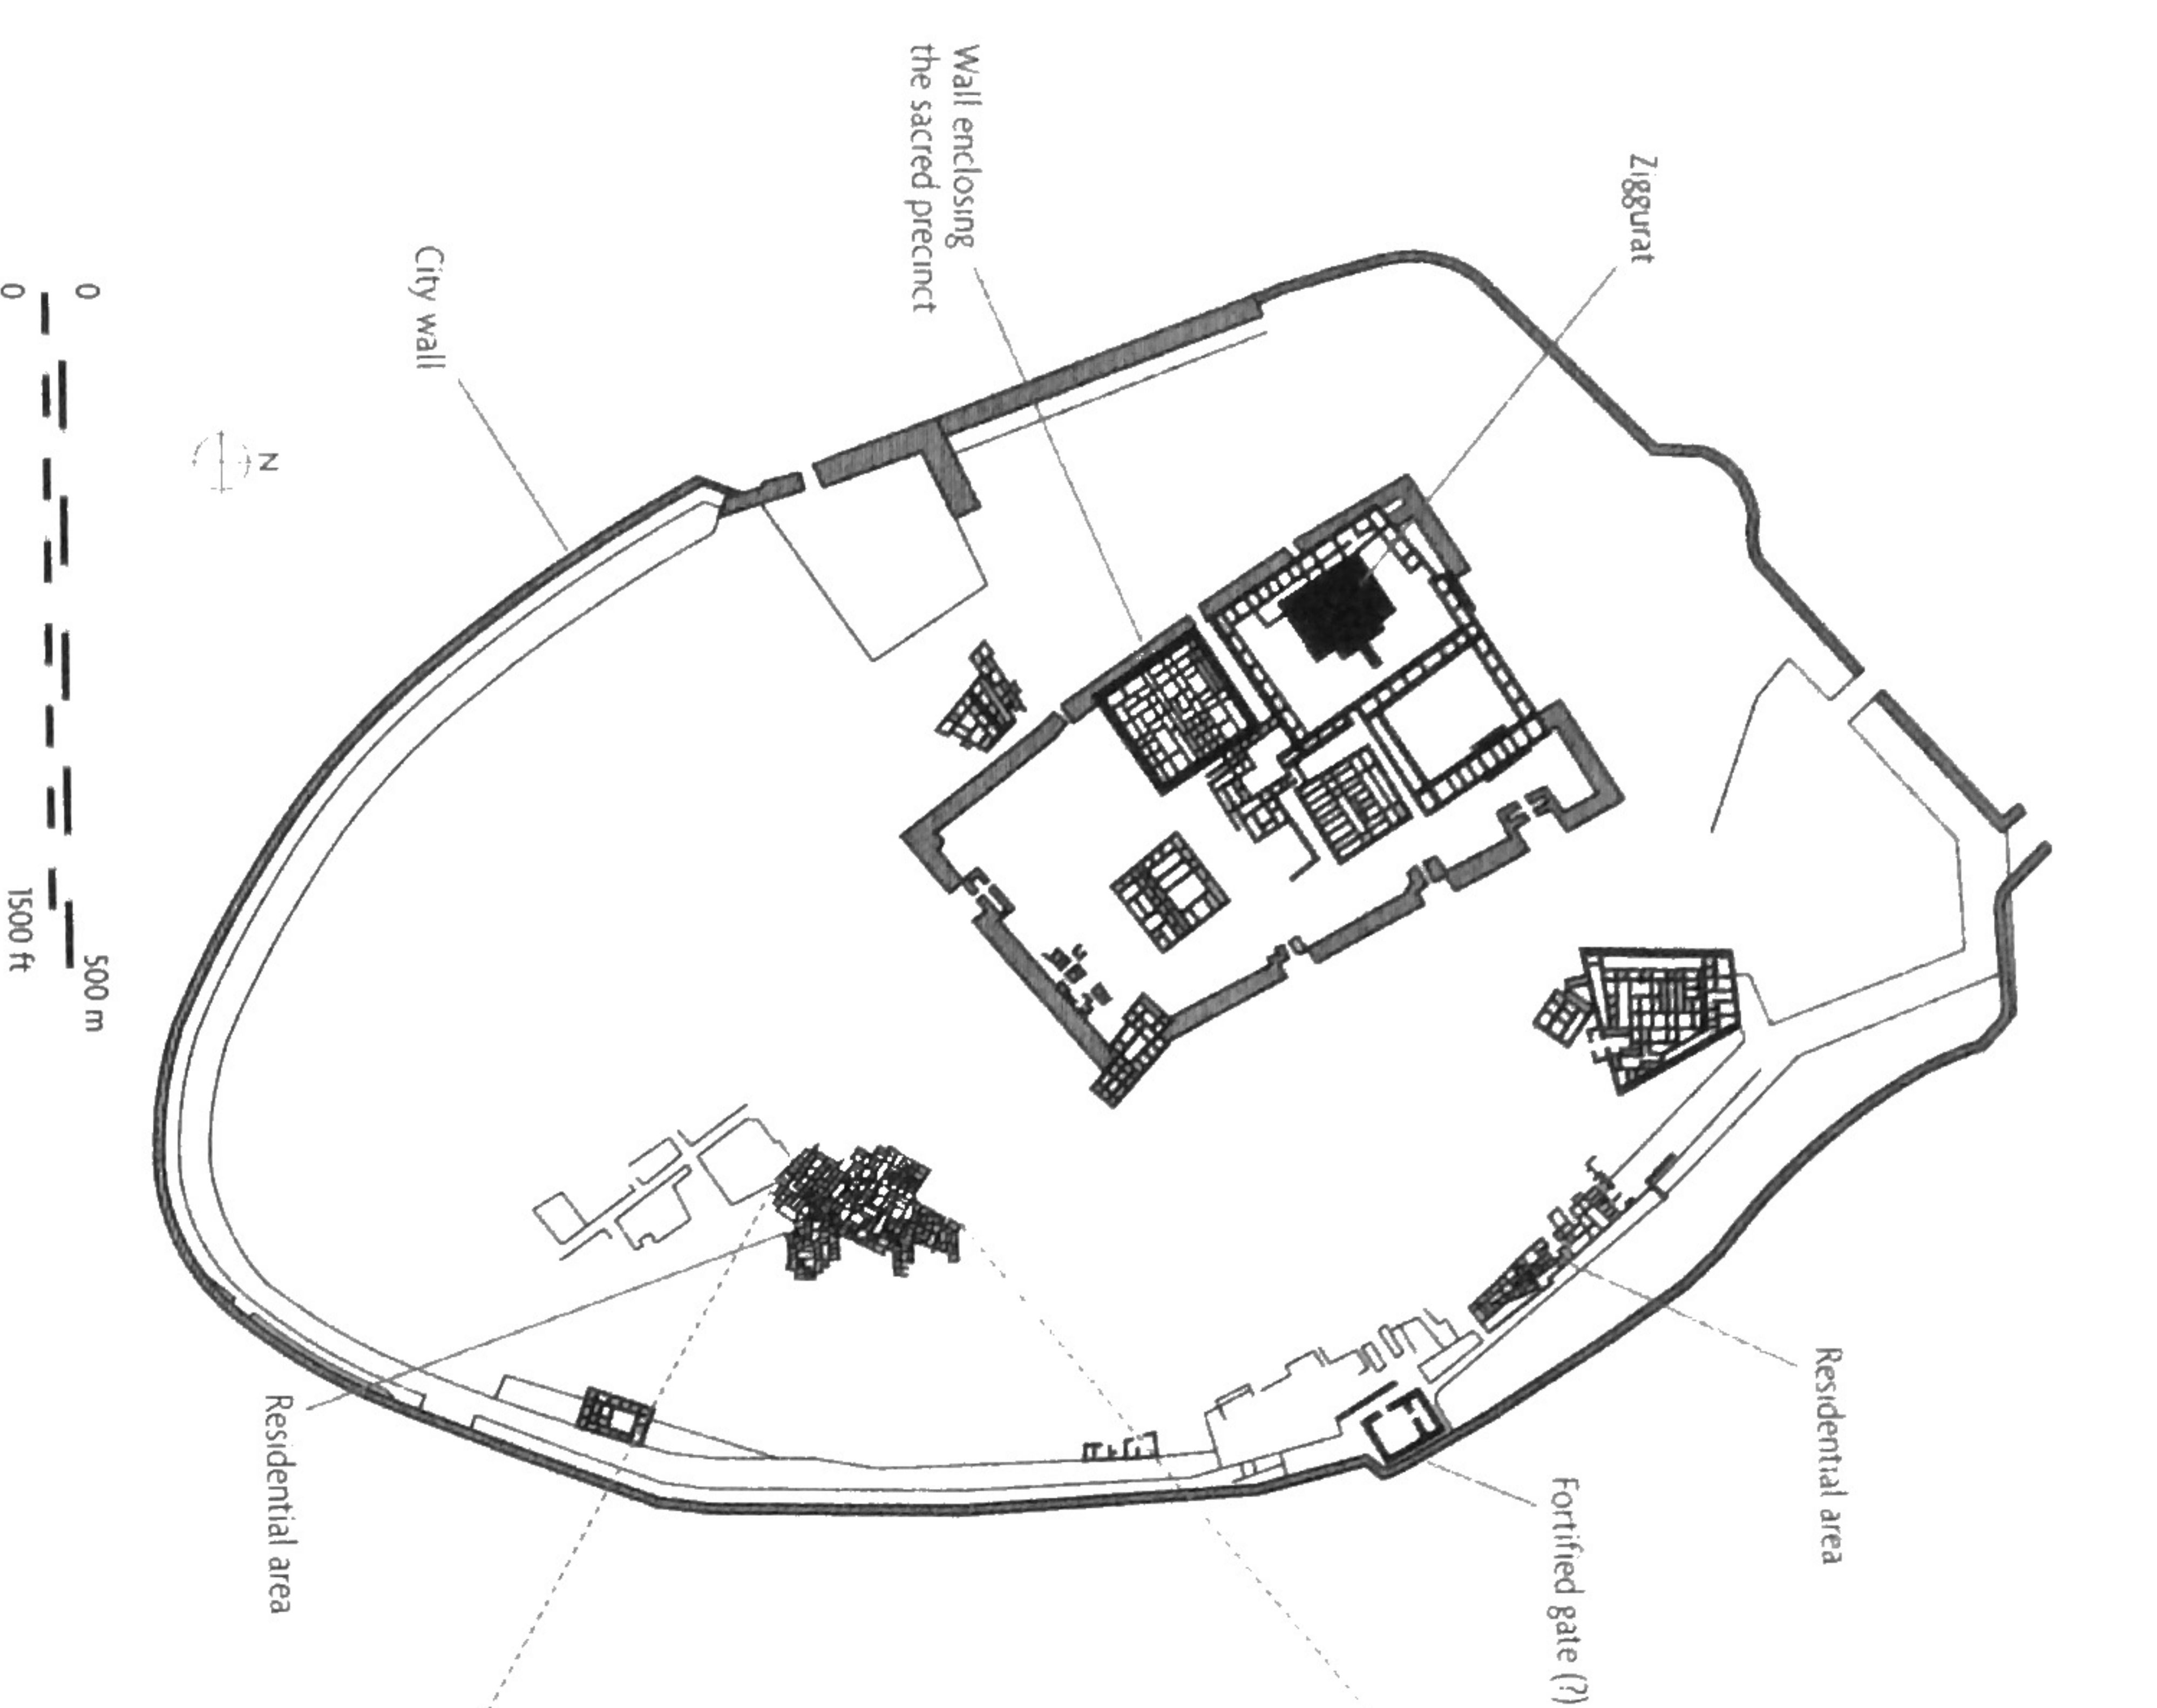 Ziggurat
Wall enclosing
the sacred precinct
City wall
N
0
500 m
0
1500 ft
Residential area
Fortified gate (?)
Residential area